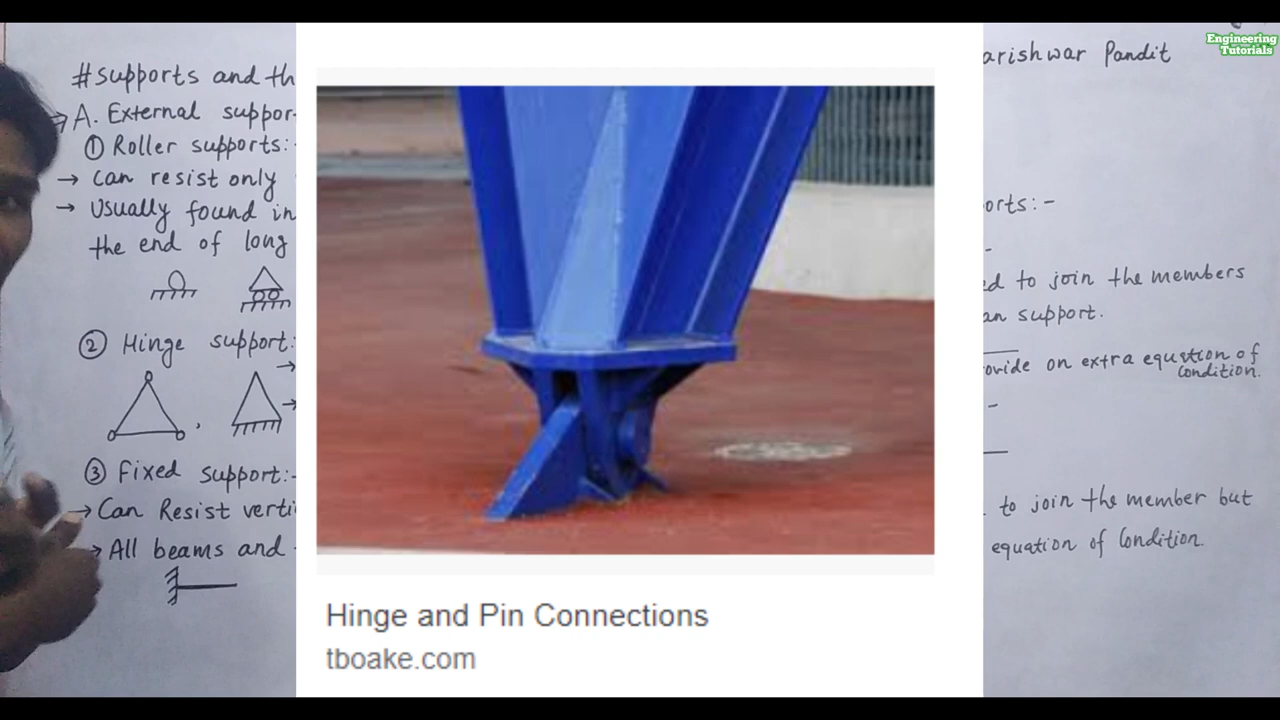 #supports and th
A. External suppor
① Roller supports:
→ Can resist only
→ Usually found in
the end of long
② Hinge support:
③ Fixed support:-
→ Can Resist verti
→ All beams and
Hinge and Pin Connections
tboake.com
Engineering
Tutorials
arishwar Pandit
orts:-
ed to join the members
an support.
ovide on extra equation of
condition.
to join the member but
equation of Condition.